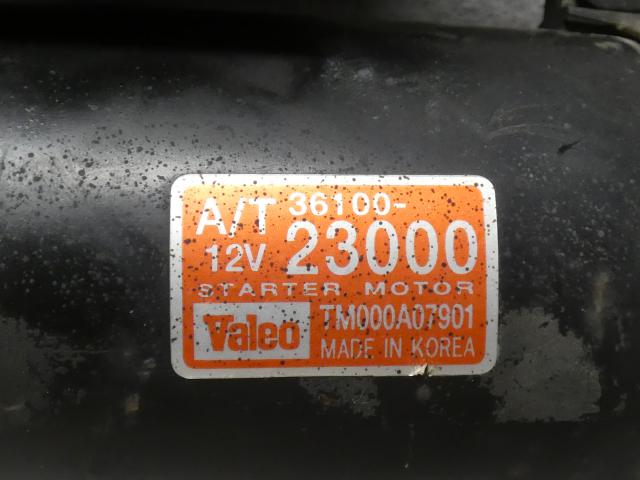 A/T 36100-
12V 23000
STARTER MOTOR
Valeo TM000A07901
MADE IN KOREA